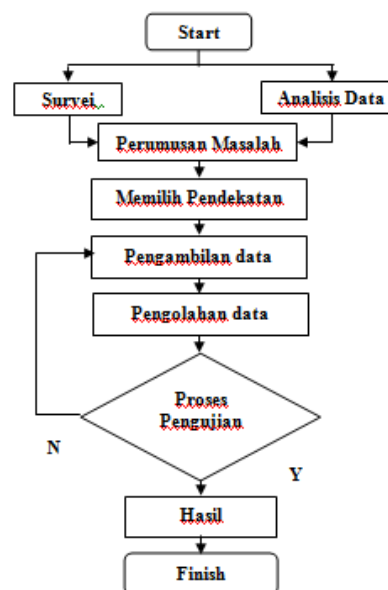 Start
Survei
Analisis Data
Perumusan Masalah
Memilih Pendekatan
Pengambilan data
Pengolahan data
Proses
Pengujian
N
Y
Hasil
Finish